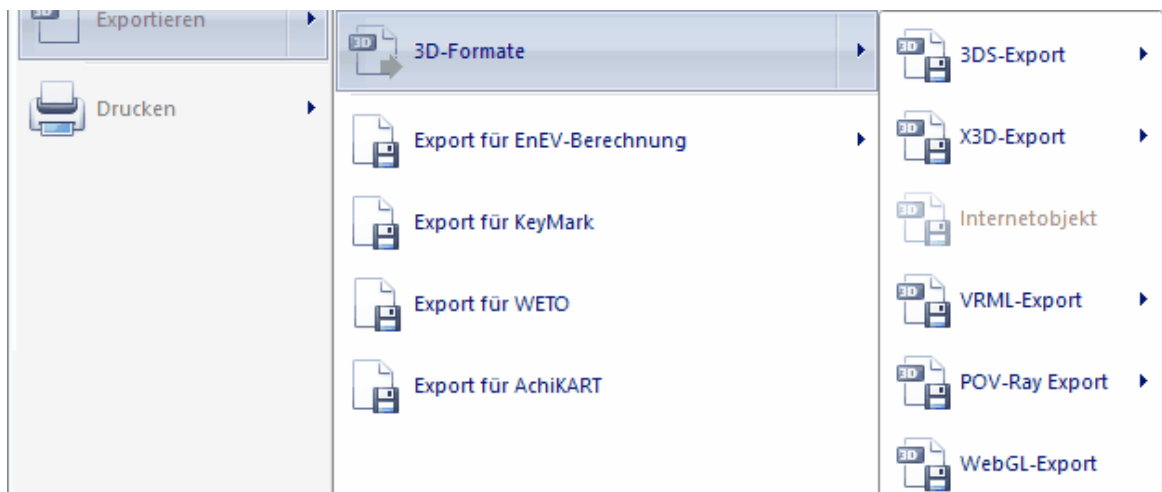 Exportieren
Drucken
3D-Formate
Export für EnEV-Berechnung
Export für KeyMark
Export für WETO
Export für AchiKART
3DS-Export
X3D-Export
Internetobjekt
VRML-Export
POV-Ray Export
WebGL-Export